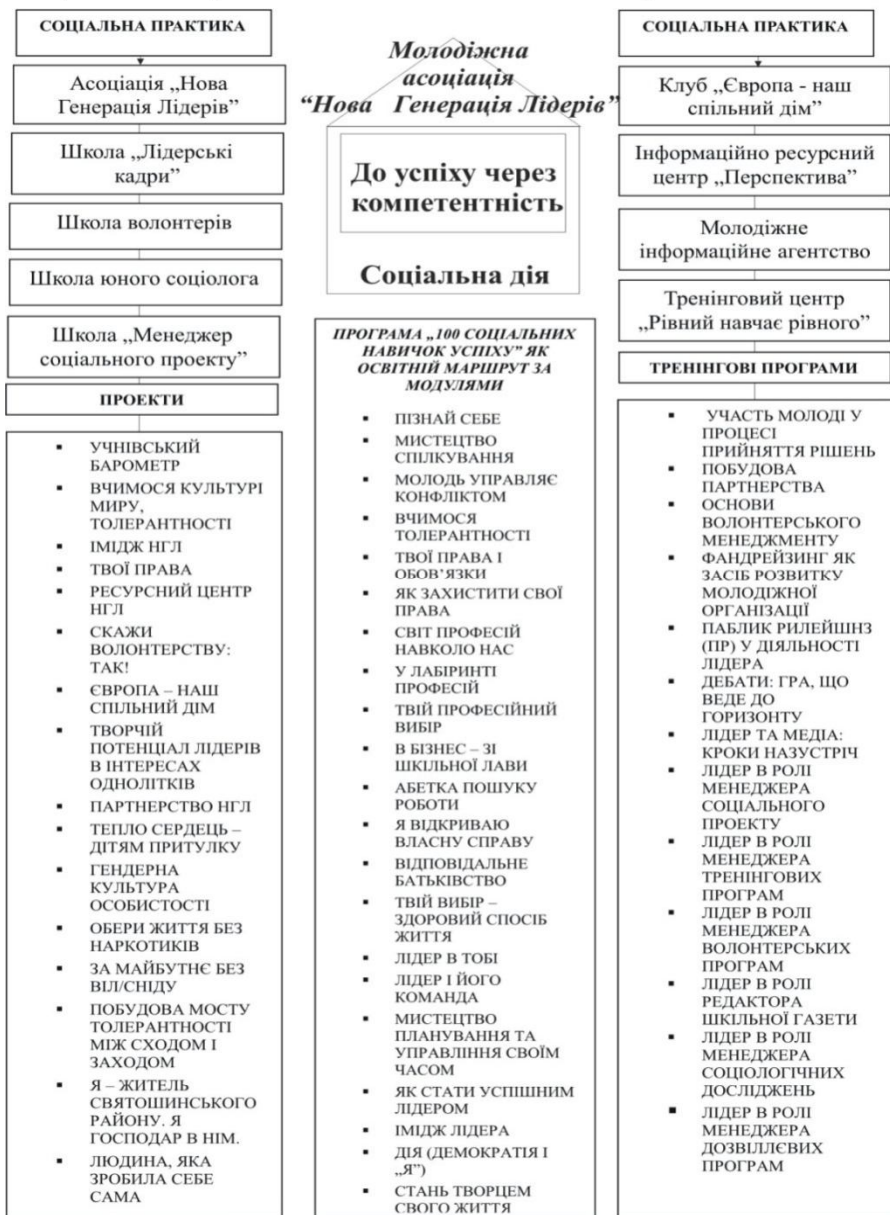 СОЦІАЛЬНА ПРАКТИКА
Асоціація „Нова
Генерація Лідерів”
Школа „Лідерські
кадри”
Школа волонтерів
Школа юного соціолога
Школа „Менеджер
соціального проекту”
ПРОЕКТИ
▪ УЧНІВСЬКИЙ
БАРОМЕТР
▪ ВЧИМОСЯ КУЛЬТУРІ
МИРУ,
ТОЛЕРАНТНОСТІ
▪ ІМІДЖ НГЛ
▪ ТВОЇ ПРАВА
▪ РЕСУРСНИЙ ЦЕНТР
НГЛ
▪ СКАЖИ
ВОЛОНТЕРСТВУ:
ТАК!
▪ ЄВРОПА – НАШ
СПІЛЬНИЙ ДІМ
▪ ТВОРЧІЙ
ПОТЕНЦІАЛ ЛІДЕРІВ
В ІНТЕРЕСАХ
ОДНОЛІТКІВ
▪ ПАРТНЕРСТВО НГЛ
▪ ТЕПЛО СЕРДЕЦЬ –
ДІТЯМ ПРИТУЛКУ
▪ ГЕНДЕРНА
КУЛЬТУРА
ОСОБИСТОСТІ
▪ ОБЕРИ ЖИТТЯ БЕЗ
НАРКОТИКІВ
▪ ЗА МАЙБУТНЄ БЕЗ
ВІЛ/СНІДУ
▪ ПОБУДОВА МОСТУ
ТОЛЕРАНТНОСТІ
МІЖ СХОДОМ І
ЗАХОДОМ
▪ Я – ЖИТЕЛЬ
СВЯТОШИНСЬКОГО
РАЙОНУ. Я
ГОСПОДАР В НІМ.
▪ ЛЮДИНА, ЯКА
ЗРОБИЛА СЕБЕ
САМА
Молодіжна
асоціація
“Нова Генерація Лідерів”
До успіху через
компетентність
Соціальна дія
ПРОГРАМА „100 СОЦІАЛЬНИХ
НАВИЧОК УСПІХУ” ЯК
ОСВІТНІЙ МАРШРУТ ЗА
МОДУЛЯМИ
▪ ПІЗНАЙ СЕБЕ
▪ МИСТЕЦТВО
СПІЛКУВАННЯ
▪ МОЛОДЬ УПРАВЛЯЄ
КОНФЛІКТОМ
▪ ВЧИМОСЯ
ТОЛЕРАНТНОСТІ
▪ ТВОЇ ПРАВА І
ОБОВ’ЯЗКИ
▪ ЯК ЗАХИСТИТИ СВОЇ
ПРАВА
▪ СВІТ ПРОФЕСІЙ
НАВКОЛО НАС
▪ У ЛАБІРИНТІ
ПРОФЕСІЙ
▪ ТВІЙ ПРОФЕСІЙНИЙ
ВИБІР
▪ В БІЗНЕС – ЗІ
ШКІЛЬНОЇ ЛАВИ
▪ АБЕТКА ПОШУКУ
РОБОТИ
▪ Я ВІДКРИВАЮ
ВЛАСНУ СПРАВУ
▪ ВІДПОВІДАЛЬНЕ
БАТЬКІВСТВО
▪ ТВІЙ ВИБІР –
ЗДОРОВИЙ СПОСІБ
ЖИТТЯ
▪ ЛІДЕР В ТОБІ
▪ ЛІДЕР І ЙОГО
КОМАНДА
▪ МИСТЕЦТВО
ПЛАНУВАННЯ ТА
УПРАВЛІННЯ СВОЇМ
ЧАСОМ
▪ ЯК СТАТИ УСПІШНИМ
ЛІДЕРОМ
▪ ІМІДЖ ЛІДЕРА
▪ ДІЯ (ДЕМОКРАТІЯ І
„Я”)
▪ СТАНЬ ТВОРЦЕМ
СВОГО ЖИТТЯ
СОЦІАЛЬНА ПРАКТИКА
Клуб „Європа - наш
спільний дім”
Інформаційно ресурсний
центр „Перспектива”
Молодіжне
інформаційне агентство
Тренінговий центр
„Рівний навчає рівного”
ТРЕНІНГОВІ ПРОГРАМИ
▪ УЧАСТЬ МОЛОДІ У
ПРОЦЕСІ
ПРИЙНЯТТЯ РІШЕНЬ
▪ ПОБУДОВА
ПАРТНЕРСТВА
▪ ОСНОВИ
ВОЛОНТЕРСЬКОГО
МЕНЕДЖМЕНТУ
▪ ФАНДРЕЙЗИНГ ЯК
ЗАСІБ РОЗВИТКУ
МОЛОДІЖНОЇ
ОРГАНІЗАЦІЇ
▪ ПАБЛИК РИЛЕЙШНЗ
(ПР) У ДІЯЛЬНОСТІ
ЛІДЕРА
▪ ДЕБАТИ: ГРА, ЩО
ВЕДЕ ДО
ГОРИЗОНТУ
▪ ЛІДЕР ТА МЕДІА:
КРОКИ НАЗУСТРІЧ
▪ ЛІДЕР В РОЛІ
МЕНЕДЖЕРА
СОЦІАЛЬНОГО
ПРОЕКТУ
▪ ЛІДЕР В РОЛІ
МЕНЕДЖЕРА
ТРЕНІНГОВИХ
ПРОГРАМ
▪ ЛІДЕР В РОЛІ
МЕНЕДЖЕРА
ВОЛОНТЕРСЬКИХ
ПРОГРАМ
▪ ЛІДЕР В РОЛІ
РЕДАКТОРА
ШКІЛЬНОЇ ГАЗЕТИ
▪ ЛІДЕР В РОЛІ
МЕНЕДЖЕРА
СОЦІОЛОГІЧНИХ
ДОСЛІДЖЕНЬ
▪ ЛІДЕР В РОЛІ
МЕНЕДЖЕРА
ДОЗВІЛЛЄВИХ
ПРОГРАМ